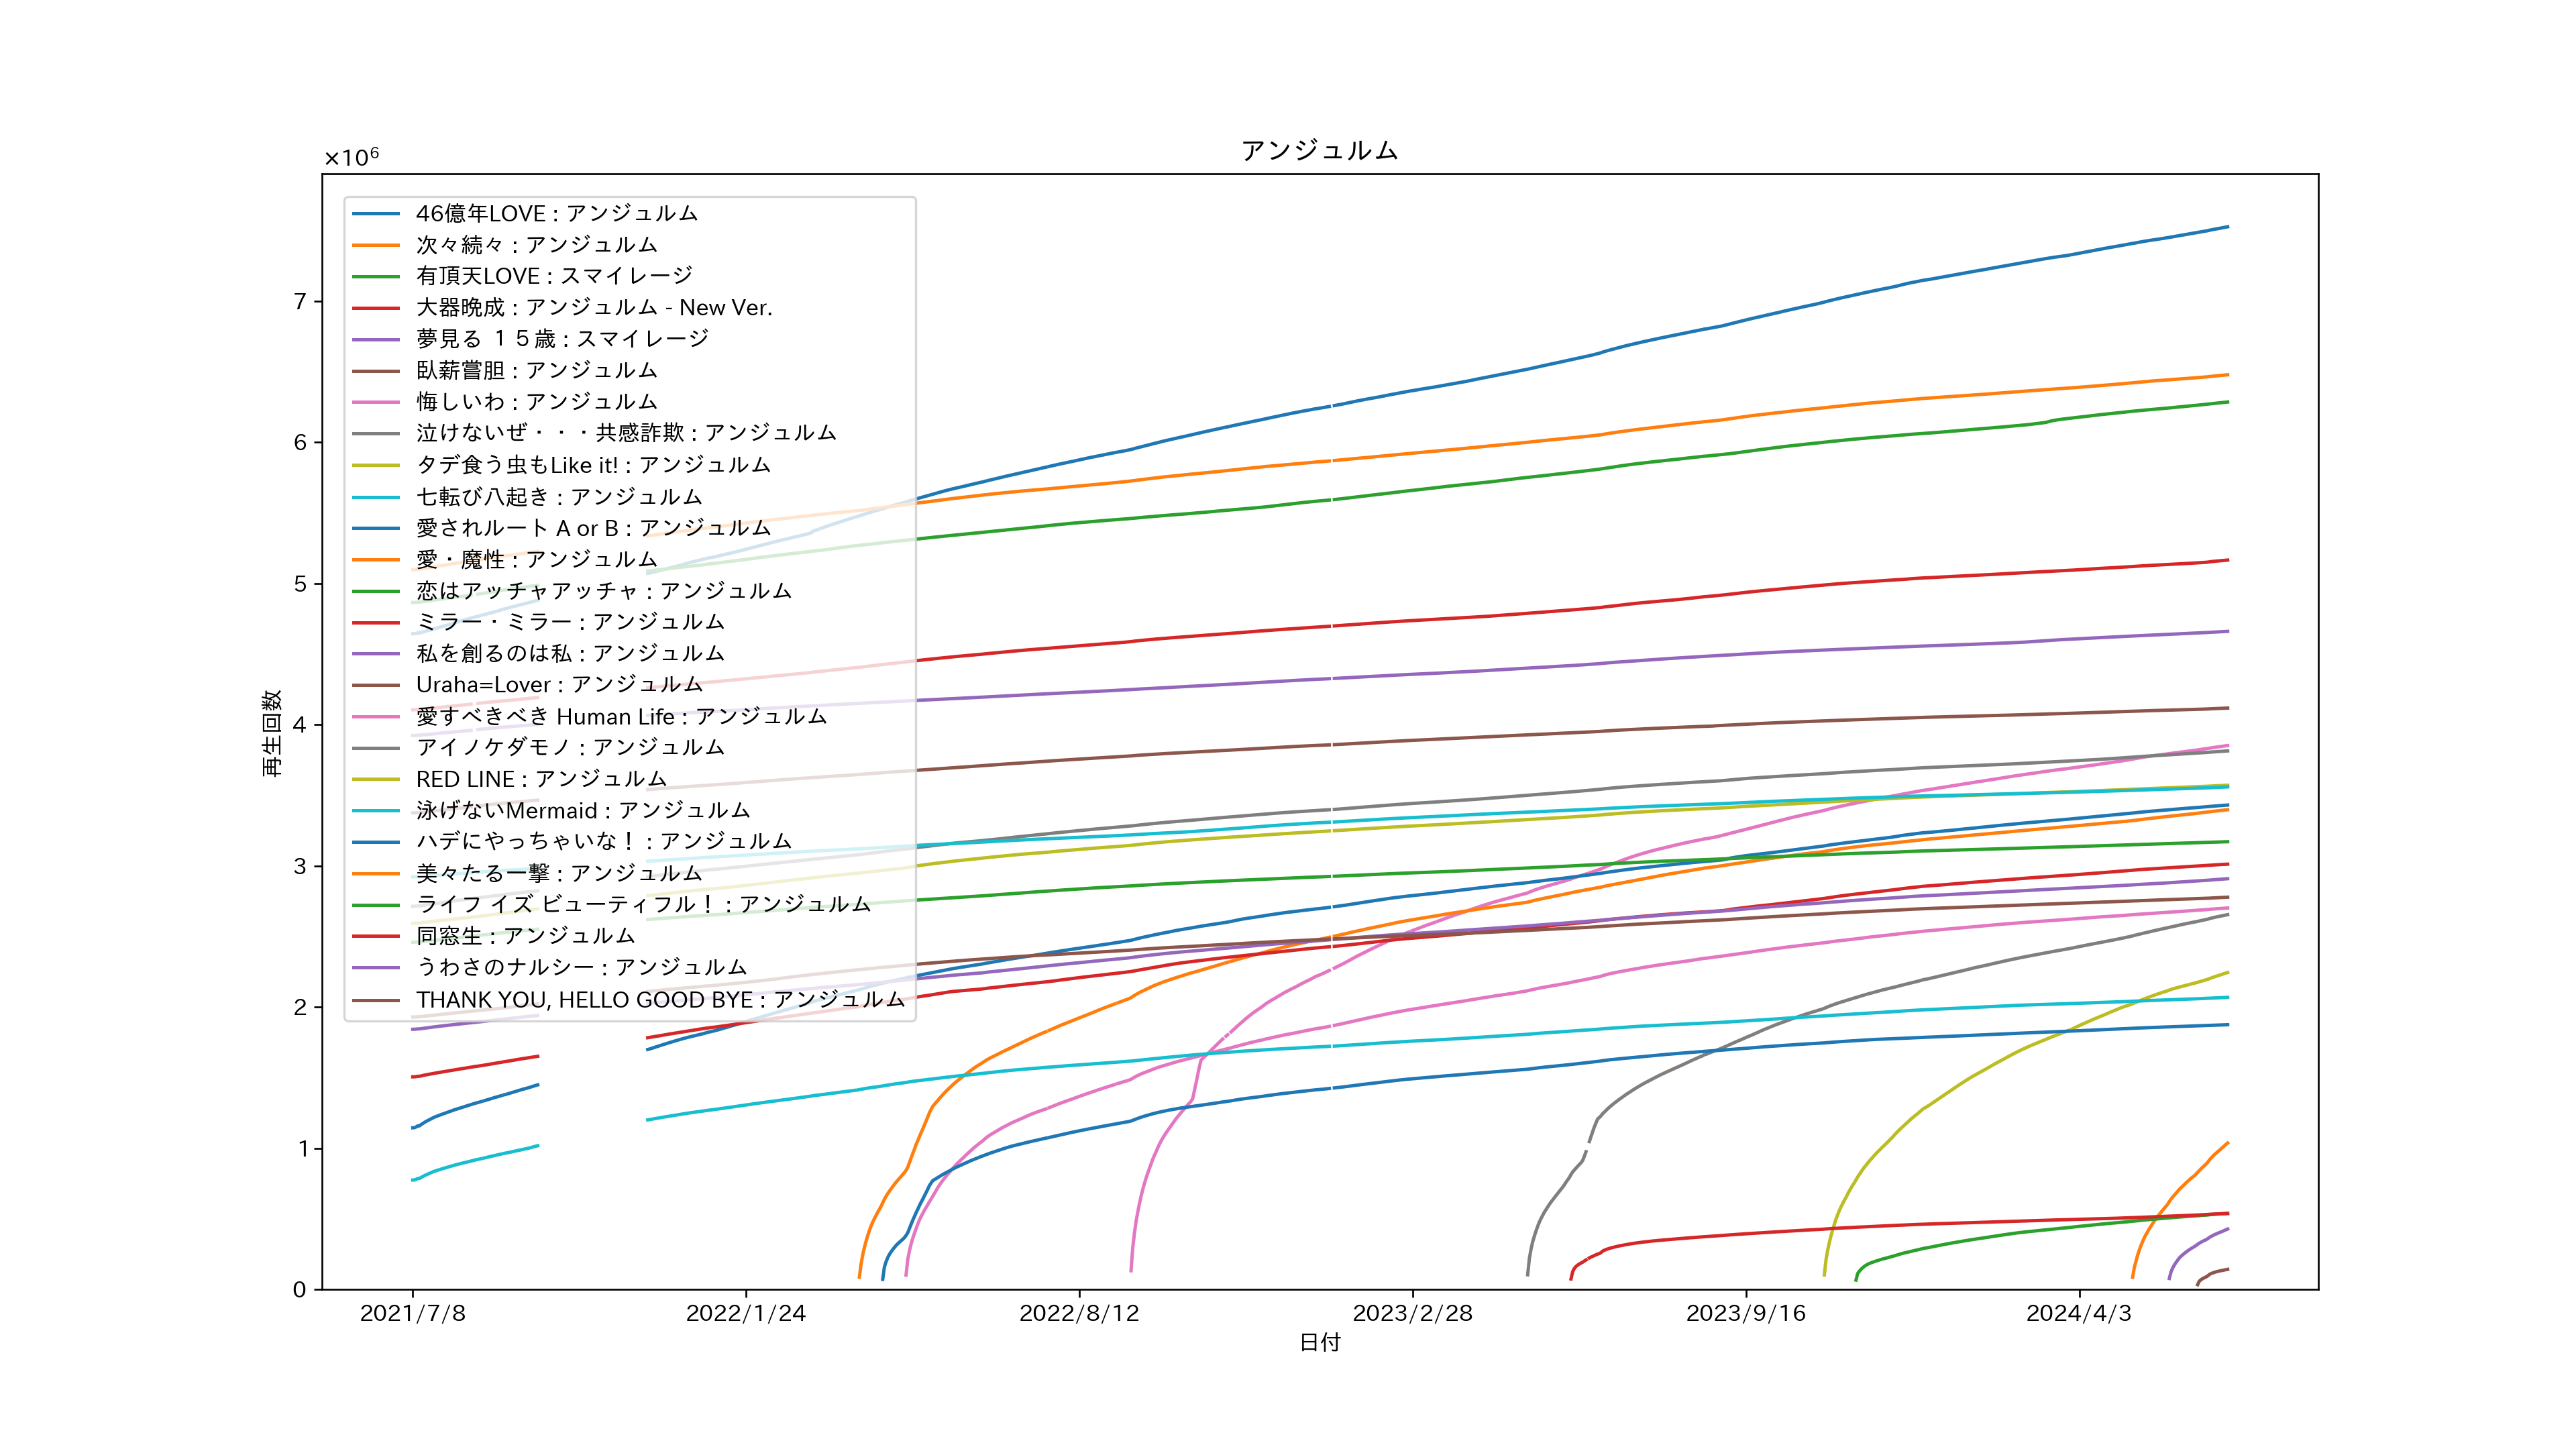 アンジュルム
×10⁶
46億年LOVE : アンジュルム
次々続々 : アンジュルム
有頂天LOVE : スマイレージ
大器晩成 : アンジュルム - New Ver.
夢見る １５歳 : スマイレージ
臥薪嘗胆 : アンジュルム
悔しいわ : アンジュルム
泣けないぜ・・・共感詐欺 : アンジュルム
タデ食う虫もLike it! : アンジュルム
七転び八起き : アンジュルム
愛されルート A or B : アンジュルム
愛・魔性 : アンジュルム
恋はアッチャアッチャ : アンジュルム
ミラー・ミラー : アンジュルム
私を創るのは私 : アンジュルム
Uraha=Lover : アンジュルム
愛すべきべき Human Life : アンジュルム
アイノケダモノ : アンジュルム
RED LINE : アンジュルム
泳げないMermaid : アンジュルム
ハデにやっちゃいな！ : アンジュルム
美々たる一撃 : アンジュルム
ライフ イズ ビューティフル！ : アンジュルム
同窓生 : アンジュルム
うわさのナルシー : アンジュルム
THANK YOU, HELLO GOOD BYE : アンジュルム
7
6
5
4
3
2
1
0
再生回数
2021/7/8
2022/1/24
2022/8/12
2023/2/28
2023/9/16
2024/4/3
日付